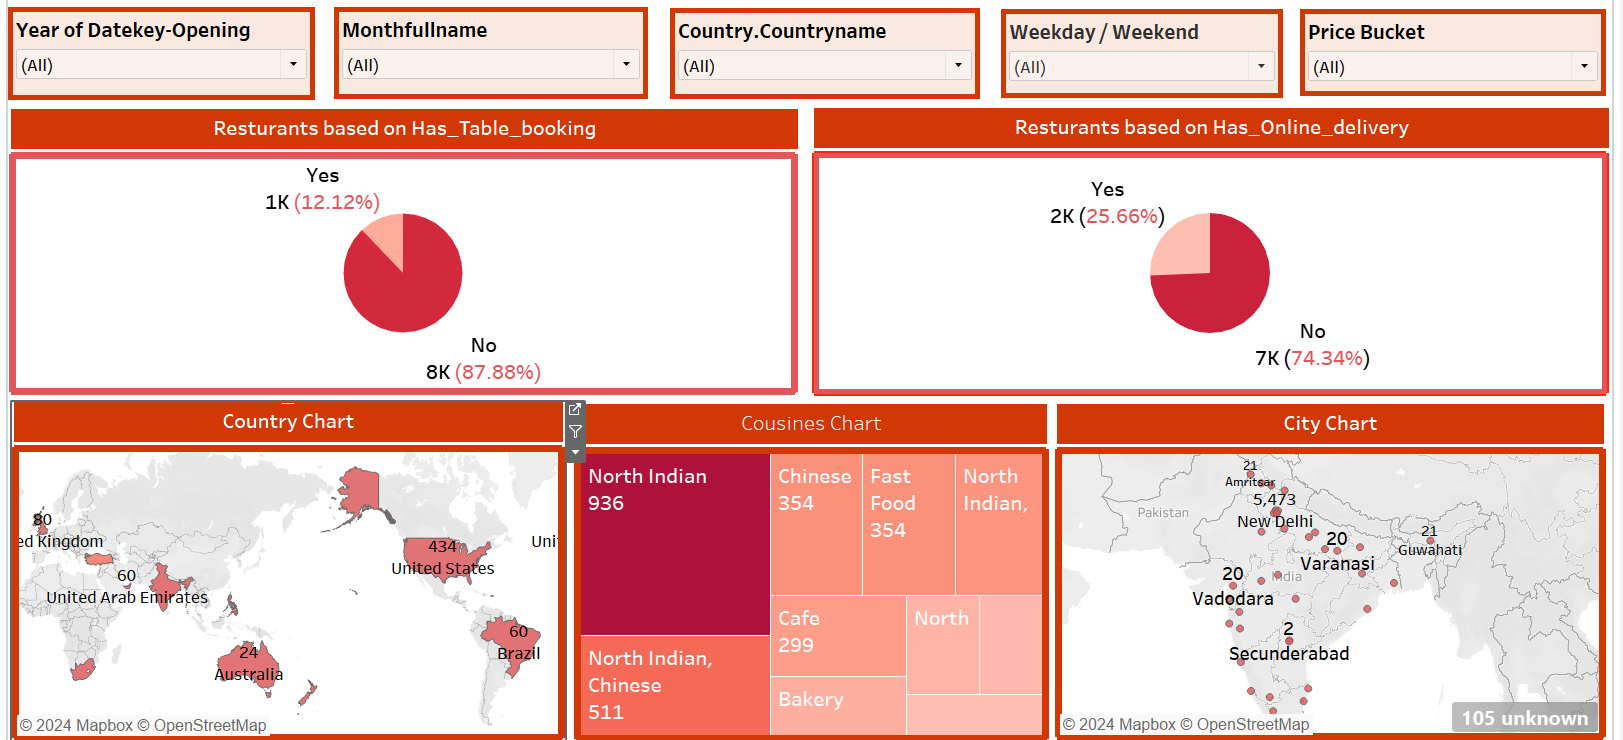 Year of Datekey-Opening
(All)
Monthfullname
(All)
Country.Countryname
(All)
Weekday / Weekend
(All)
Price Bucket
(All)
Resturants based on Has_Table_booking
Yes
1K (12.12%)
No
8K (87.88%)
Resturants based on Has_Online_delivery
Yes
2K (25.66%)
No
7K (74.34%)
Country Chart
80
ed Kingdom
60
United Arab Emirates
24
Australia
434
United States
Uni
60
Brazil
© 2024 Mapbox © OpenStreetMap
Cousines Chart
North Indian
936
North Indian,
Chinese
511
Chinese
354
Fast
Food
354
North
Indian,
Cafe
299
Bakery
North
City Chart
21
Amritsar
5,473
New Delhi
Pakistan
20
Varanasi
21
Guwahati
India
20
Vadodara
2
Secunderabad
© 2024 Mapbox © OpenStreetMap
105 unknown